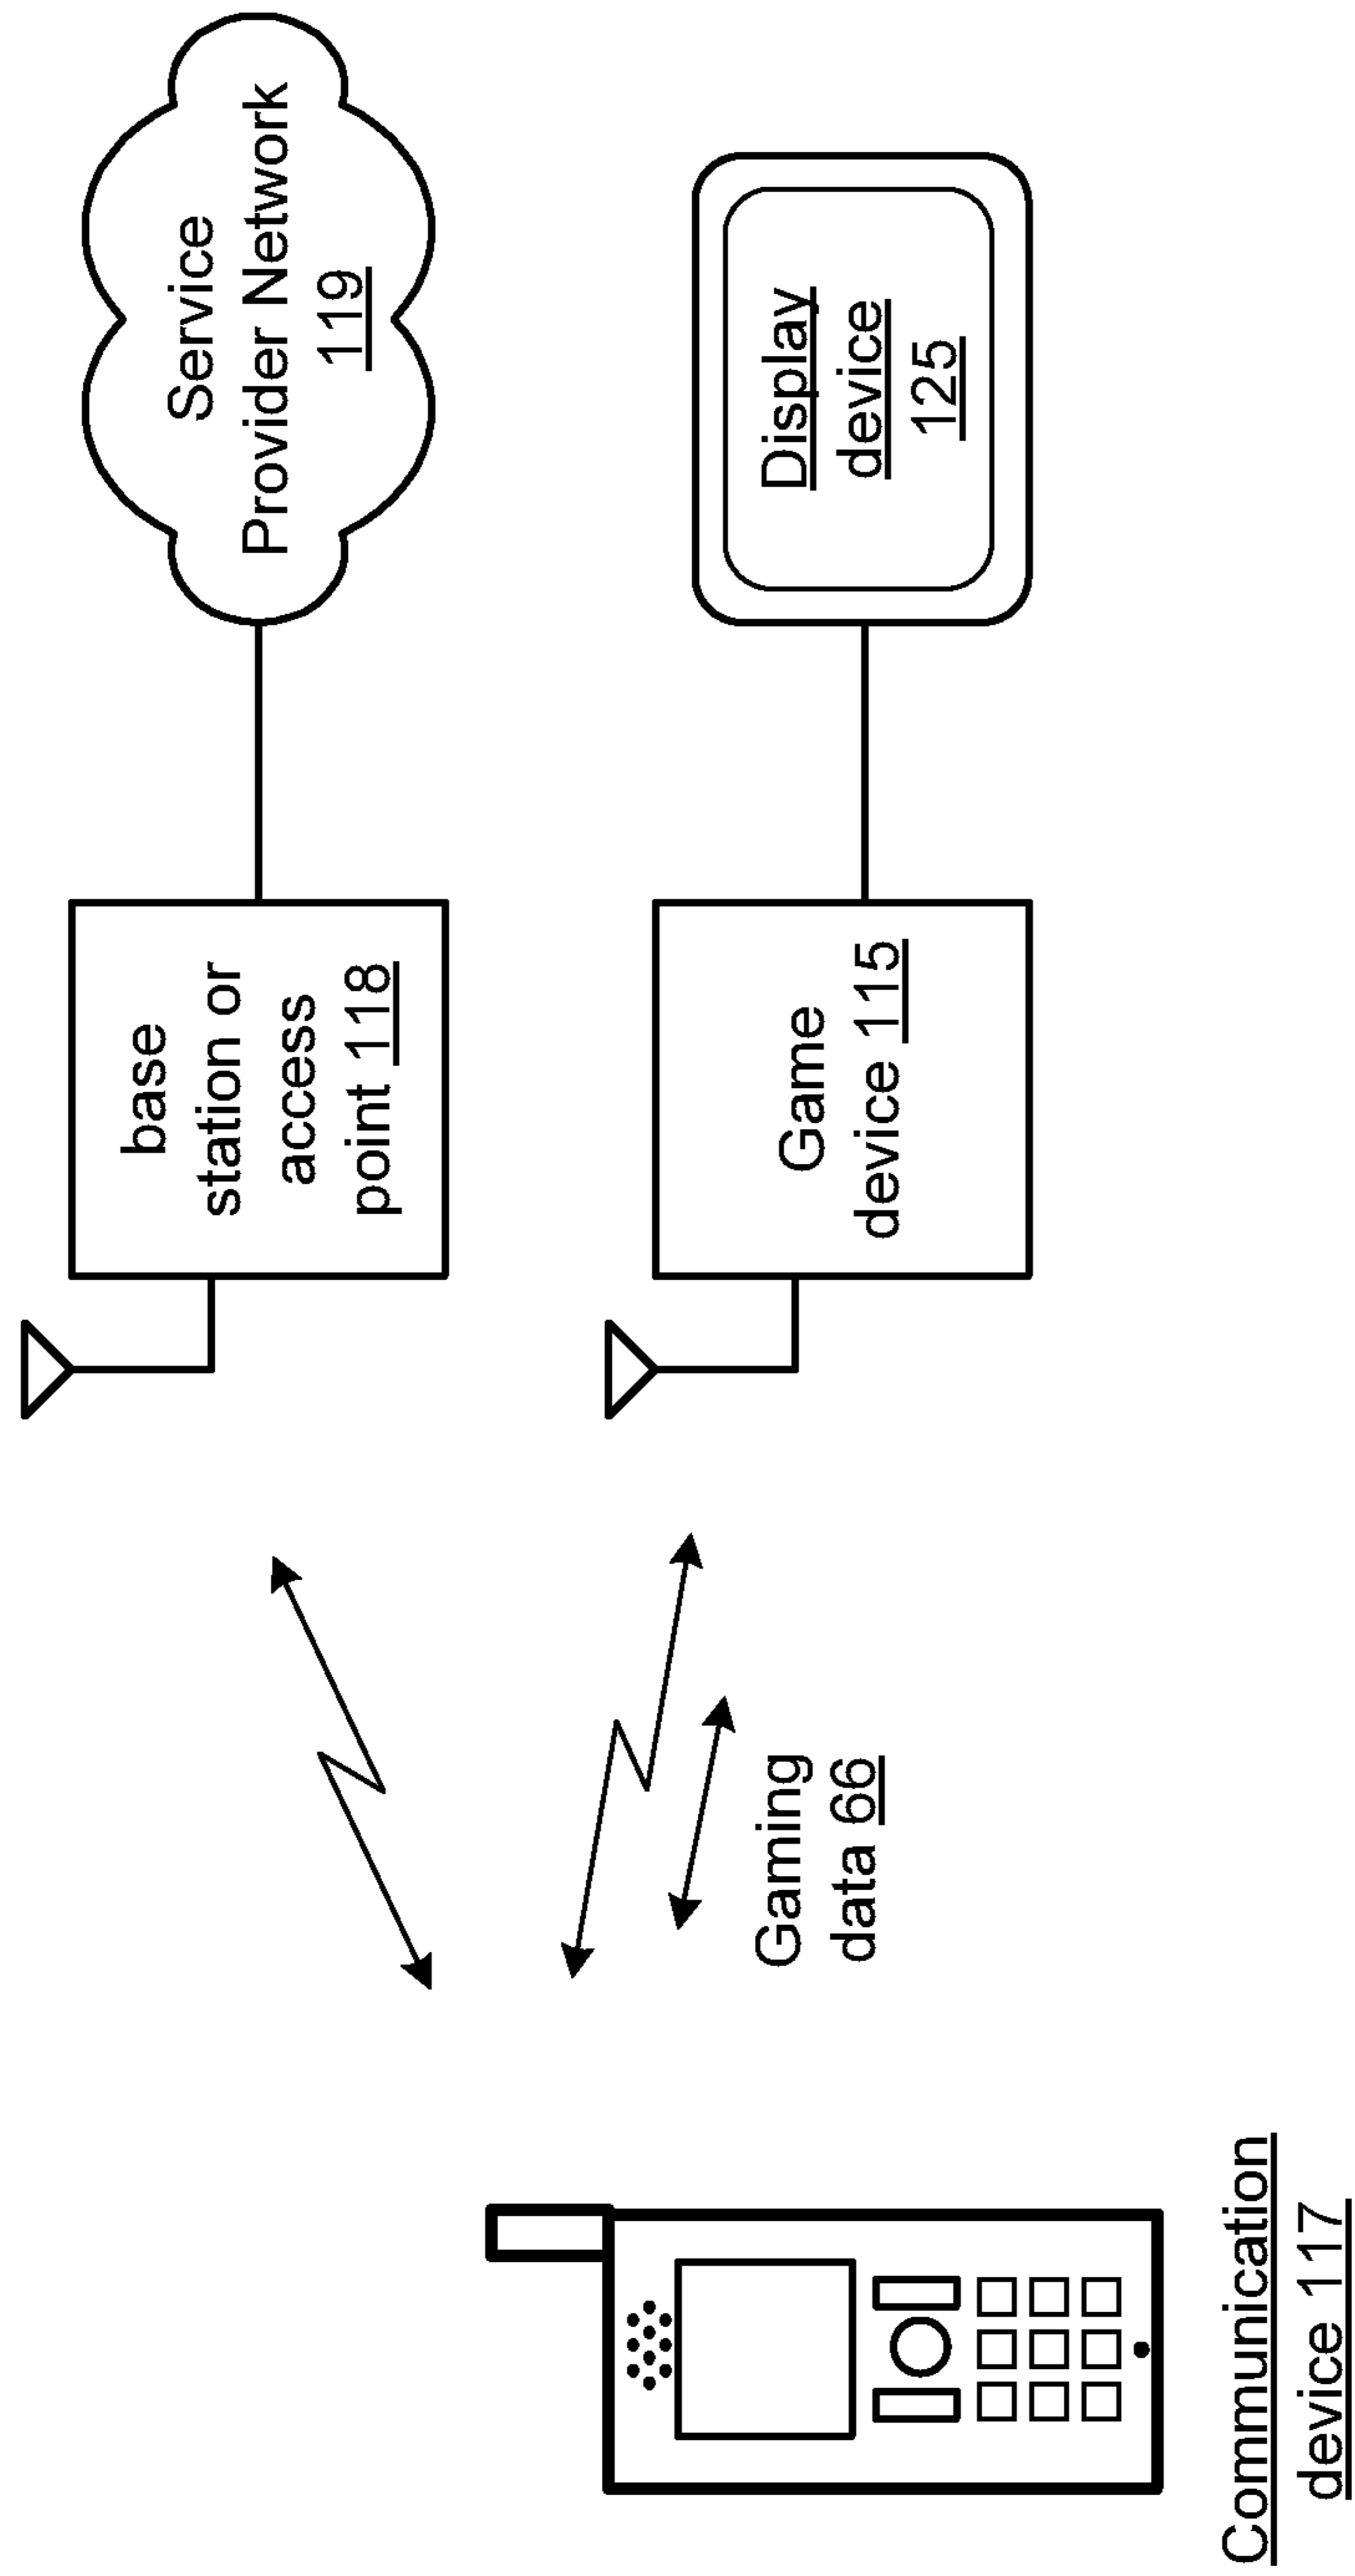 Service
Provider Network
119
base
station or
access
point 118
Display
device
125
Game
device 115
Gaming
data 66
Communication
device 117